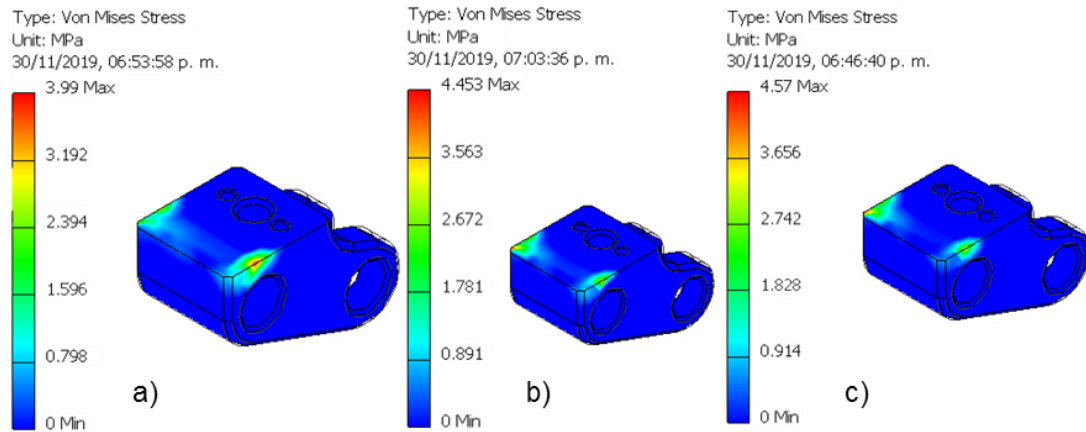 Type: Von Mises Stress
Unit: MPa
30/11/2019, 06:53:58 p. m.
3.99 Max
3.192
2.394
1.596
0.798
0 Min
a)
Type: Von Mises Stress
Unit: MPa
30/11/2019, 07:03:36 p. m.
4.453 Max
3.563
2.672
1.781
0.891
0 Min
b)
Type: Von Mises Stress
Unit: MPa
30/11/2019, 06:46:40 p. m.
4.57 Max
3.656
2.742
1.828
0.914
0 Min
c)